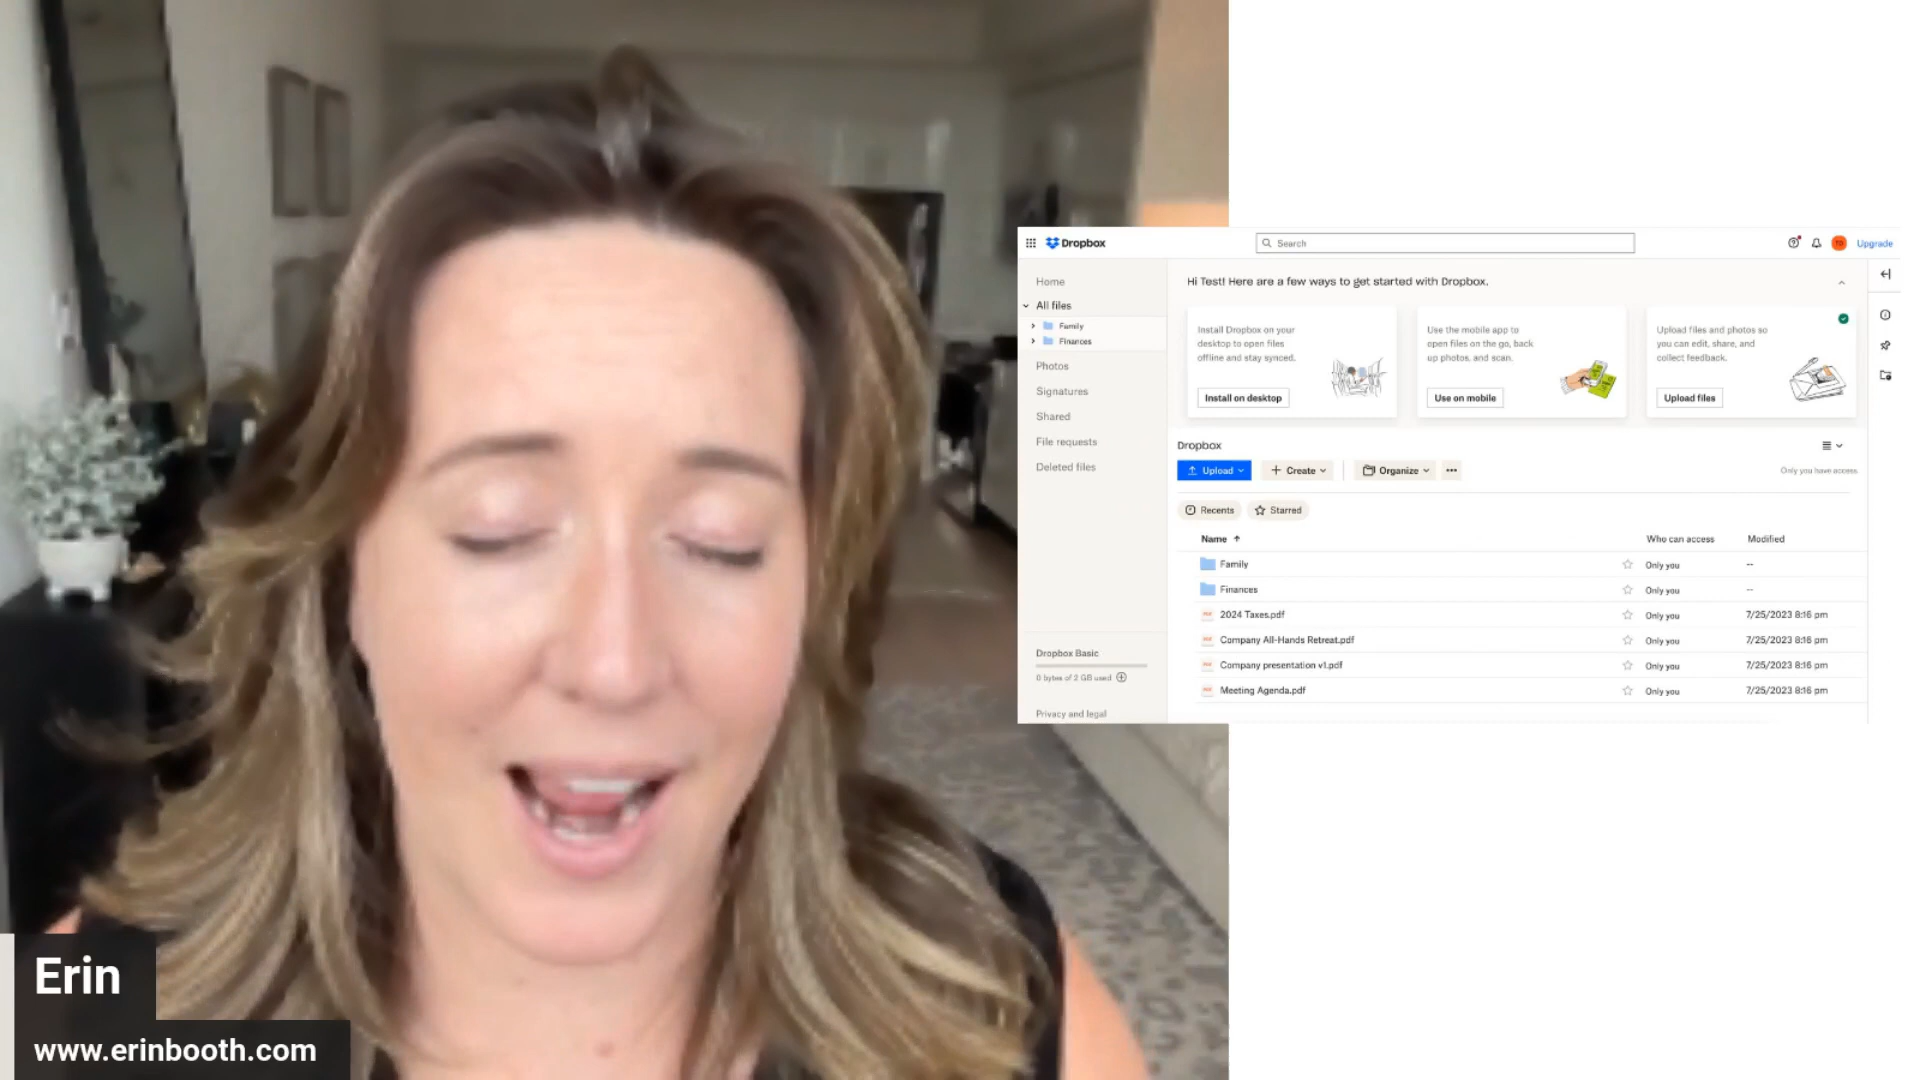 Dropbox
Search
Upgrade
Home
All files
Family
Finances
Photos
Signatures
Shared
File requests
Deleted files
Dropbox Basic
0 bytes of 2 GB used
Privacy and legal
Hi Test! Here are a few ways to get started with Dropbox.
Install Dropbox on your
desktop to open files
offline and stay synced.
Install on desktop
Use the mobile app to
open files on the go, back
up photos, and scan.
Use on mobile
Upload files and photos so
you can edit, share, and
collect feedback.
Upload files
Dropbox
Upload
Create
Organize
Only you have access
Recents
Starred
Name Who can access Modified
Family Only you --
Finances Only you --
2024 Taxes.pdf Only you 7/25/2023 8:16 pm
Company All-Hands Retreat.pdf Only you 7/25/2023 8:16 pm
Company presentation v1.pdf Only you 7/25/2023 8:16 pm
Meeting Agenda.pdf Only you 7/25/2023 8:16 pm
Erin
www.erinbooth.com